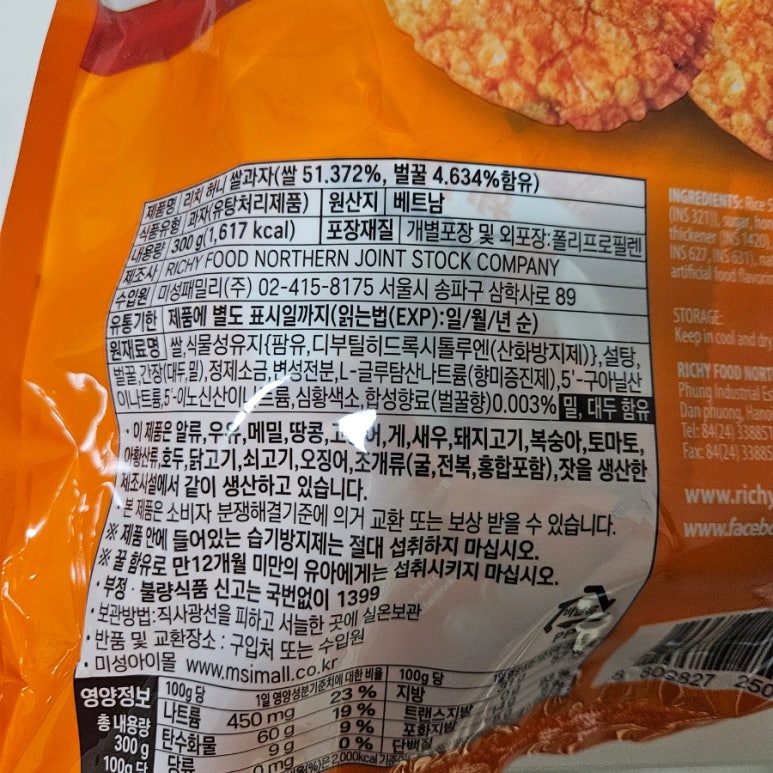 제품명 리치 허니 쌀과자(쌀 51.372%, 벌꿀 4.634%함유)
식품유형 과자(유탕처리제품) 원산지 베트남
내용량 300 g(1,617 kcal) 포장재질 개별포장 및 외포장:폴리프로필렌
제조사 RICHY FOOD NORTHERN JOINT STOCK COMPANY
수입원 미성패밀리(주) 02-415-8175 서울시 송파구 삼학사로 89
유통기한 제품에 별도 표시일까지(읽는법(EXP):일/월/년 순)
원재료명 쌀,식물성유지{팜유,디부틸히드록시톨루엔(산화방지제)},설탕,
벌꿀,간장(대두,밀),정제소금,변성전분,L-글루탐산나트륨(향미증진제),5'-구아닐산
이나트륨,5'-이노신산이 트륨,심황색소,합성향료(벌꿀향)0.003% 밀, 대두 함유
· 이 제품은 알류,우유,메밀,땅콩, 게,새우,돼지고기,복숭아,토마토,
아황산류,호두,닭고기,쇠고기,오징어,조개류(굴,전복,홍합포함),잣을 생산한
제조시설에서 같이 생산하고 있습니다.
· 본 제품은 소비자 분쟁해결기준에 의거 교환 또는 보상 받을 수 있습니다.
※ 제품 안에 들어있는 습기방지제는 절대 섭취하지 마십시오.
※ 꿀 함유로 만12개월 미만의 유아에게는 섭취시키지 마십시오.
· 부정 · 불량식품 신고는 국번없이 1399
· 보관방법:직사광선을 피하고 서늘한 곳에 실온보관
· 반품 및 교환장소 : 구입처 또는 수입원
· 미성아이몰 www.msimall.co.kr
비닐류
PP
영양정보
총 내용량
300 g
100g 당
100g 당 1일 영양성분기준치에 대한 비율
나트륨 450 mg 23 %
탄수화물 60 g 19 %
당류 9 g 9 %
0 mg 0 %
100g 당
지방
트랜스지방
포화지방
단백질
2,000kcal
INGREDIENTS: Rice
(INS 321)), sugar,
thickener (INS 1420),
INS 627, INS 631),
artificial food
STORAGE:
Keep in cool and dry
RICHY FOOD
Phung Industrial
Dan phuong,
Tel: 84(24)
Fax: 84(24)
8 809827 250